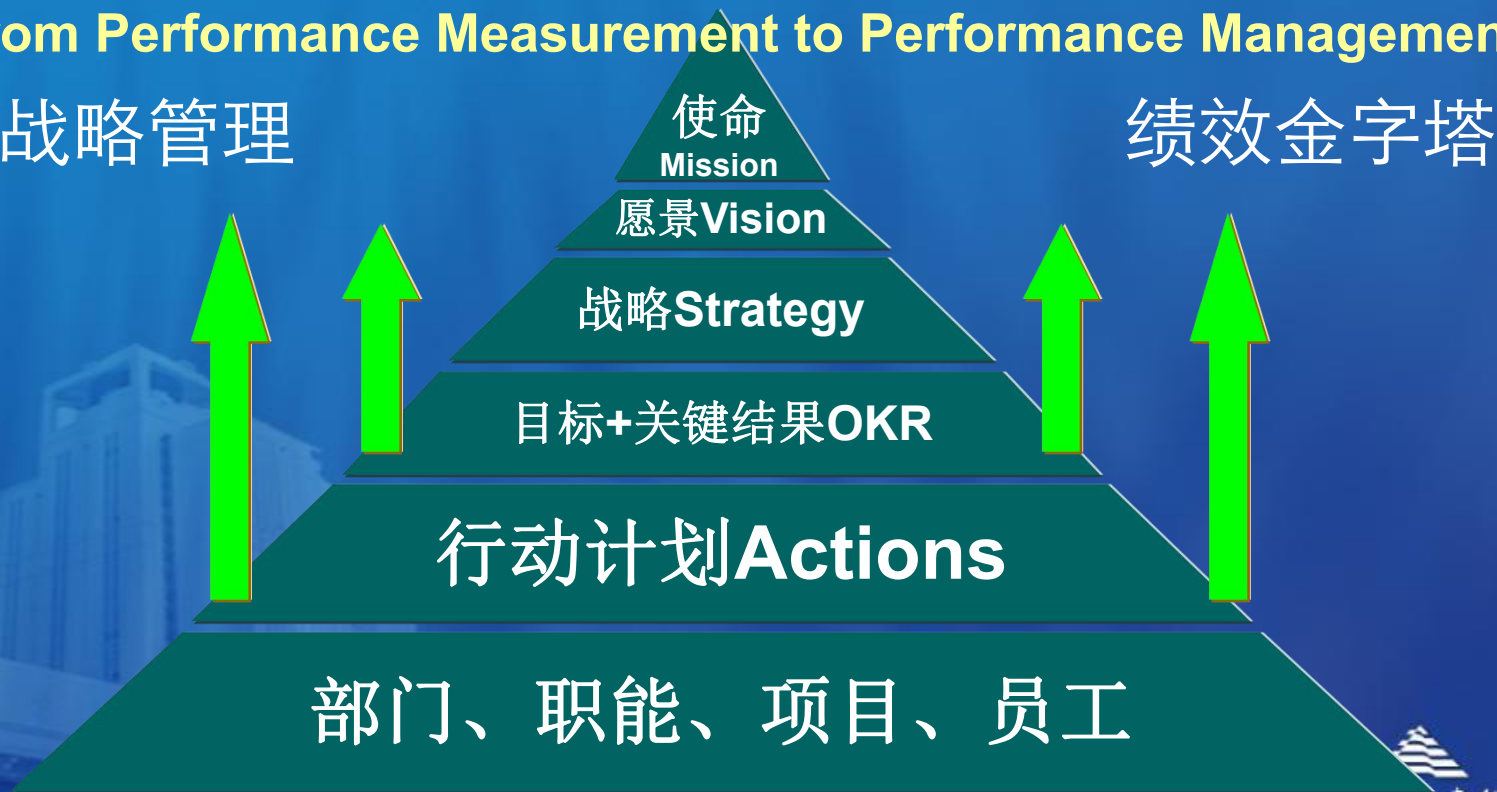 om Performance Measurement to Performance Managemen
战略管理
绩效金字塔
使命
Mission
愿景Vision
战略Strategy
目标+关键结果OKR
行动计划Actions
部门、职能、项目、员工